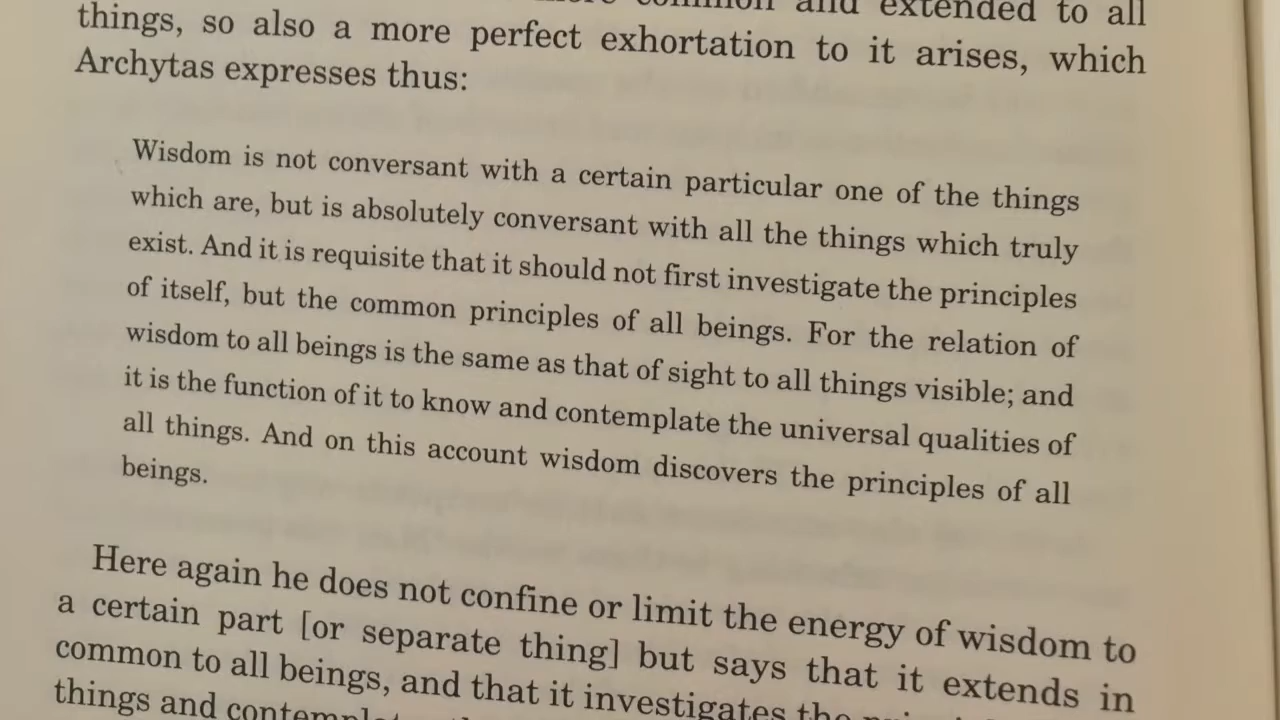 common and extended to all
things, so also a more perfect exhortation to it arises, which
Archytas expresses thus:
Wisdom is not conversant with a certain particular one of the things
which are, but is absolutely conversant with all the things which truly
exist. And it is requisite that it should not first investigate the principles
of itself, but the common principles of all beings. For the relation of
wisdom to all beings is the same as that of sight to all things visible; and
it is the function of it to know and contemplate the universal qualities of
all things. And on this account wisdom discovers the principles of all
beings.
Here again he does not confine or limit the energy of wisdom to
a certain part [or separate thing] but says that it extends in
common to all beings, and that it investigates the
things and